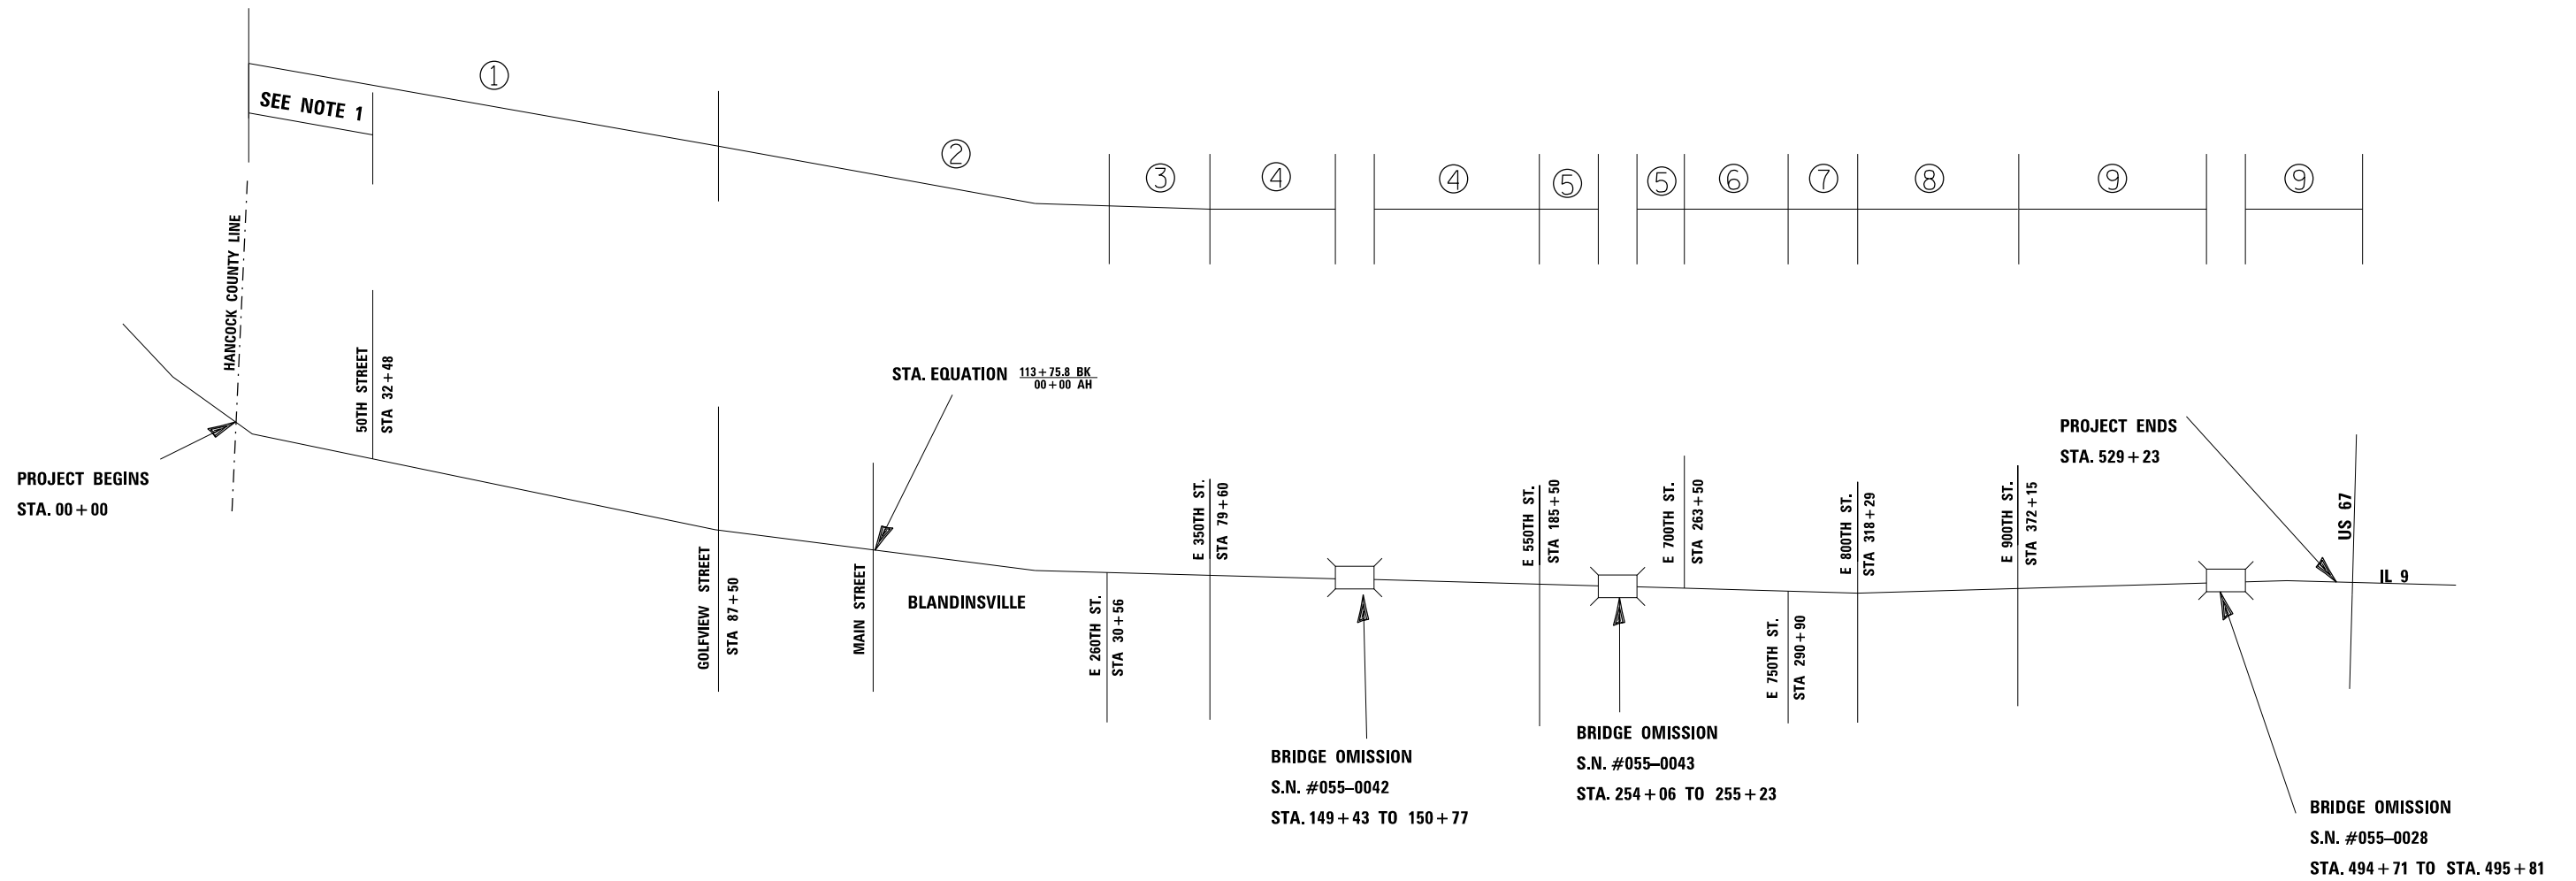 ①
SEE NOTE 1
②
③
④
④
⑤
⑤
⑥
⑦
⑧
⑨
⑨
HANCOCK COUNTY LINE
50TH STREET
STA 32+48
STA. EQUATION 113+75.8 BK
00+00 AH
PROJECT BEGINS
STA. 00+00
GOLFVIEW STREET
STA 87+50
MAIN STREET
BLANDINSVILLE
E 260TH ST.
STA 30+56
E 350TH ST.
STA 79+60
BRIDGE OMISSION
S.N. #055–0042
STA. 149+43 TO 150+77
E 550TH ST.
STA 185+50
BRIDGE OMISSION
S.N. #055–0043
STA. 254+06 TO 255+23
E 700TH ST.
STA 263+50
E 750TH ST.
STA 290+90
E 800TH ST.
STA 318+29
E 900TH ST.
STA 372+15
PROJECT ENDS
STA. 529+23
US 67
IL 9
BRIDGE OMISSION
S.N. #055–0028
STA. 494+71 TO STA. 495+81